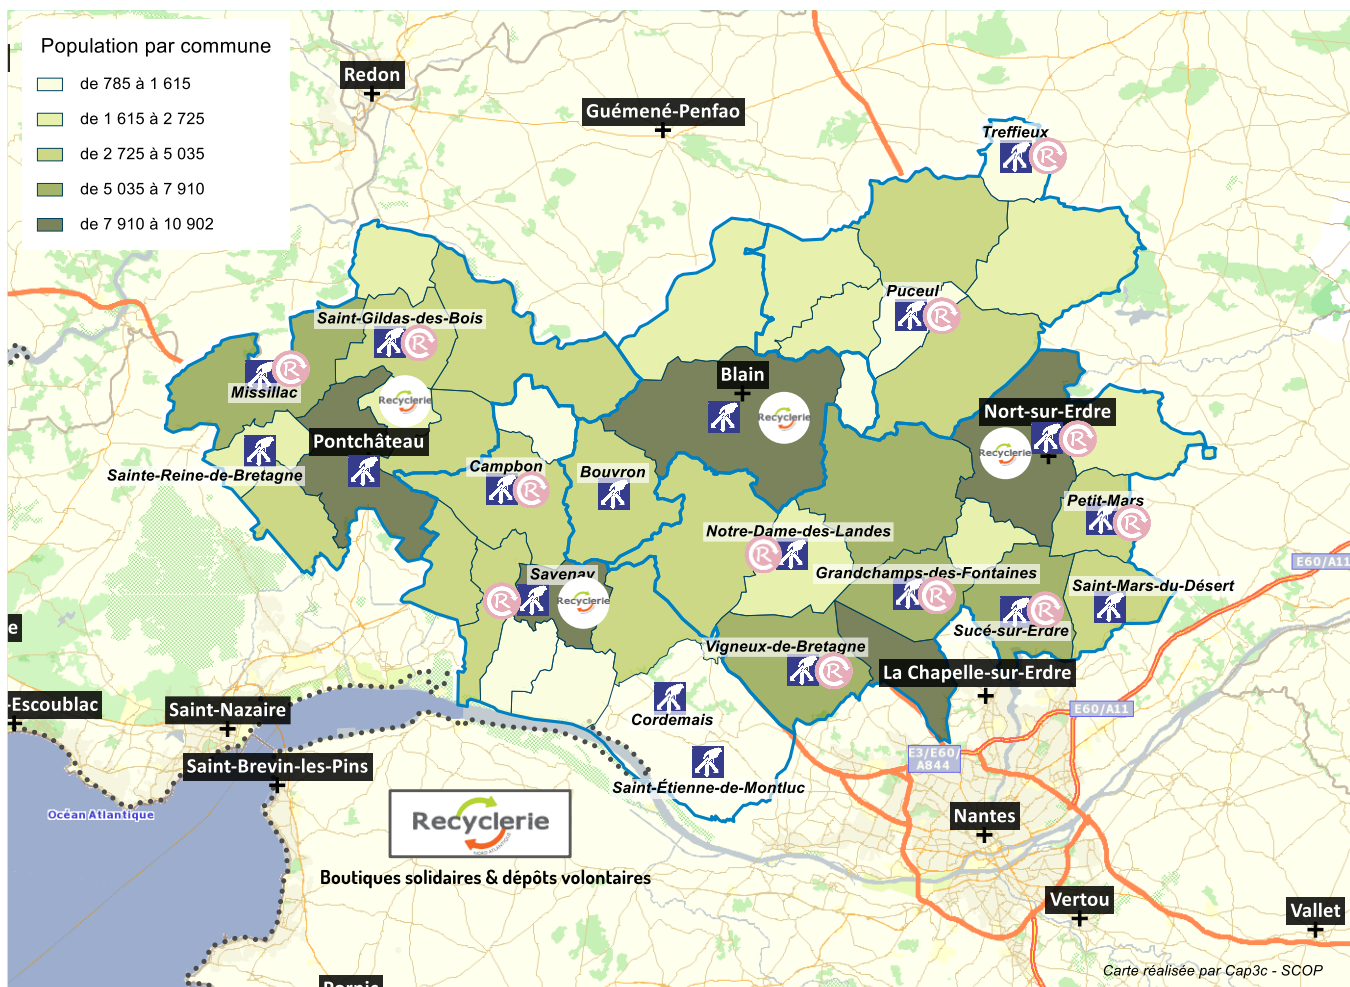 Population par commune
de 785 à 1 615
de 1 615 à 2 725
de 2 725 à 5 035
de 5 035 à 7 910
de 7 910 à 10 902
Redon
Guémené-Penfao
Treffieux
R
Puceul
R
Saint-Gildas-des-Bois
R
R
Missillac
Recyclerie
Blain
Recyclerie
Nort-sur-Erdre
R
Recyclerie
Pontchâteau
Sainte-Reine-de-Bretagne
Campbon
R
Bouvron
Petit-Mars
R
Notre-Dame-des-Landes
R
E60/A11
Savenay
R
Recyclerie
Grandchamps-des-Fontaines
R
Saint-Mars-du-Désert
R
Sucé-sur-Erdre
Vigneux-de-Bretagne
R
La Chapelle-sur-Erdre
e
-Escoublac
Saint-Nazaire
Cordemais
E60/A11
E3/E60/
A844
Saint-Brevin-les-Pins
Saint-Étienne-de-Montluc
Océan Atlantique
Recyclerie
NORD ATLANTIQUE
Nantes
Boutiques solidaires & dépôts volontaires
Vertou
Vallet
Carte réalisée par Cap3c - SCOP